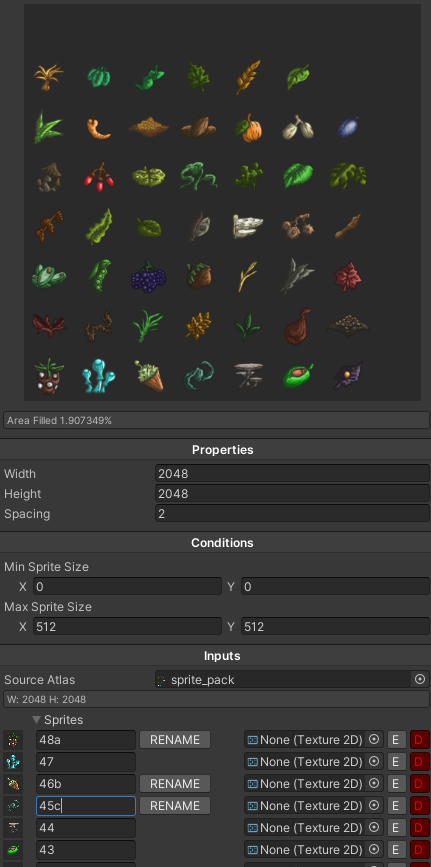 Area Filled 1.907349%
Properties
Width 2048
Height 2048
Spacing 2
Conditions
Min Sprite Size
X 0 Y 0
Max Sprite Size
X 512 Y 512
Inputs
Source Atlas sprite_pack
W: 2048 H: 2048
Sprites
48a RENAME None (Texture 2D) E D
47 None (Texture 2D) E D
46b RENAME None (Texture 2D) E D
45c RENAME None (Texture 2D) E D
44 None (Texture 2D) E D
43 None (Texture 2D) E D